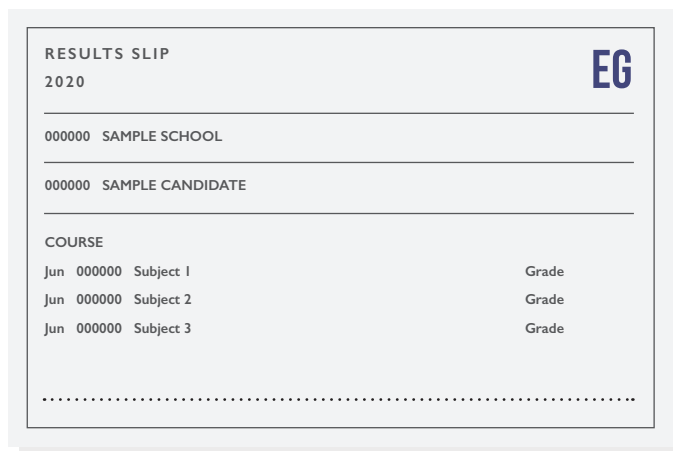 RESULTS SLIP
2020
EG
000000 SAMPLE SCHOOL
000000 SAMPLE CANDIDATE
COURSE
Jun 000000 Subject 1 Grade
Jun 000000 Subject 2 Grade
Jun 000000 Subject 3 Grade